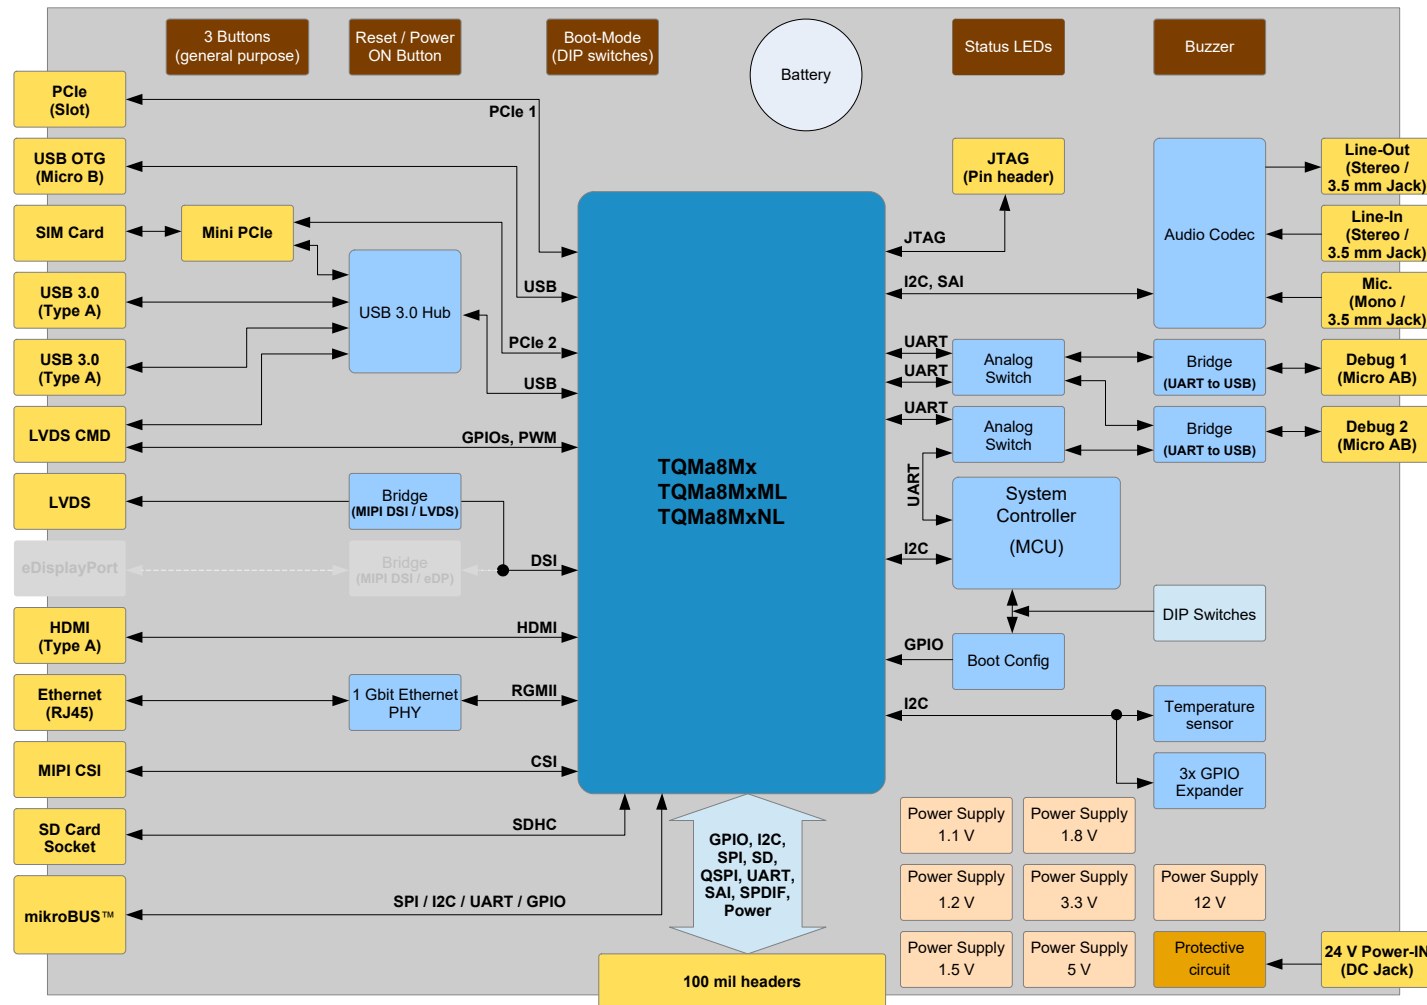 3 Buttons
(general purpose)
Reset / Power
ON Button
Boot-Mode
(DIP switches)
Battery
Status LEDs
Buzzer
PCIe
(Slot)
PCIe 1
USB OTG
(Micro B)
USB
SIM Card
Mini PCIe
USB 3.0
(Type A)
USB 3.0 Hub
PCIe 2
USB 3.0
(Type A)
USB
LVDS CMD
GPIOs, PWM
LVDS
Bridge
(MIPI DSI / LVDS)
eDisplayPort
Bridge
(MIPI DSI / eDP)
DSI
HDMI
(Type A)
HDMI
Ethernet
(RJ45)
1 Gbit Ethernet
PHY
RGMII
MIPI CSI
CSI
SD Card
Socket
SDHC
mikroBUS™
SPI / I2C / UART / GPIO
TQMa8Mx
TQMa8MxML
TQMa8MxNL
GPIO, I2C,
SPI, SD,
QSPI, UART,
SAI, SPDIF,
Power
100 mil headers
JTAG
(Pin header)
JTAG
I2C, SAI
Audio Codec
Line-Out
(Stereo /
3.5 mm Jack)
Line-In
(Stereo /
3.5 mm Jack)
Mic.
(Mono /
3.5 mm Jack)
UART
UART
Analog
Switch
Bridge
(UART to USB)
Debug 1
(Micro AB)
UART
Analog
Switch
Bridge
(UART to USB)
Debug 2
(Micro AB)
UART
System
Controller
(MCU)
I2C
DIP Switches
GPIO
Boot Config
I2C
Temperature
sensor
3x GPIO
Expander
Power Supply
1.1 V
Power Supply
1.8 V
Power Supply
1.2 V
Power Supply
3.3 V
Power Supply
12 V
Power Supply
1.5 V
Power Supply
5 V
Protective
circuit
24 V Power-IN
(DC Jack)